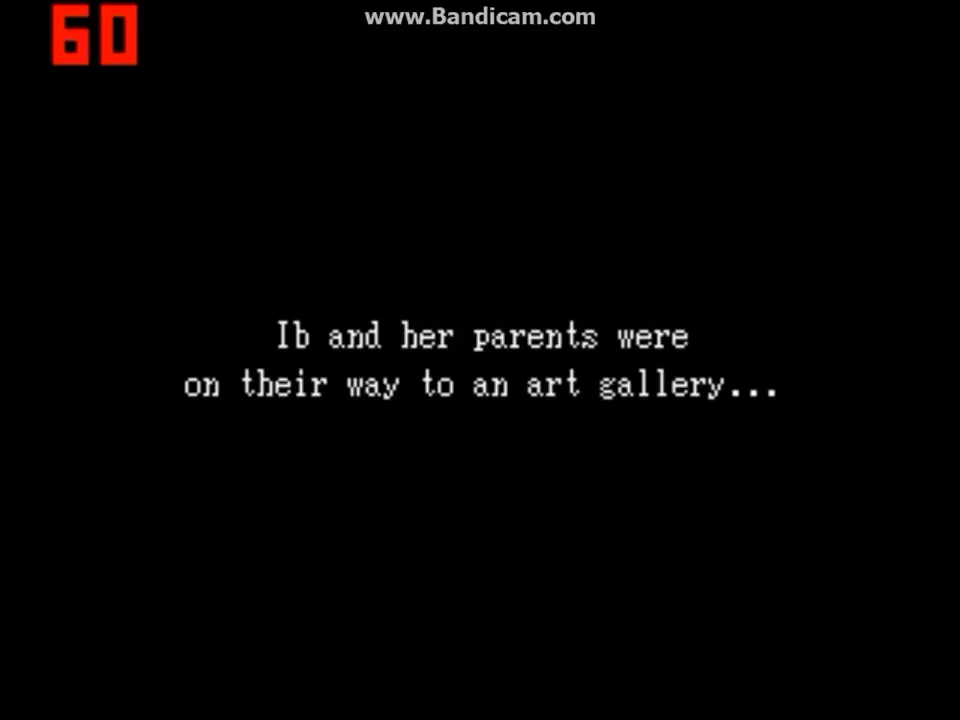 60
www.Bandicam.com
Ib and her parents were
on their way to an art gallery...